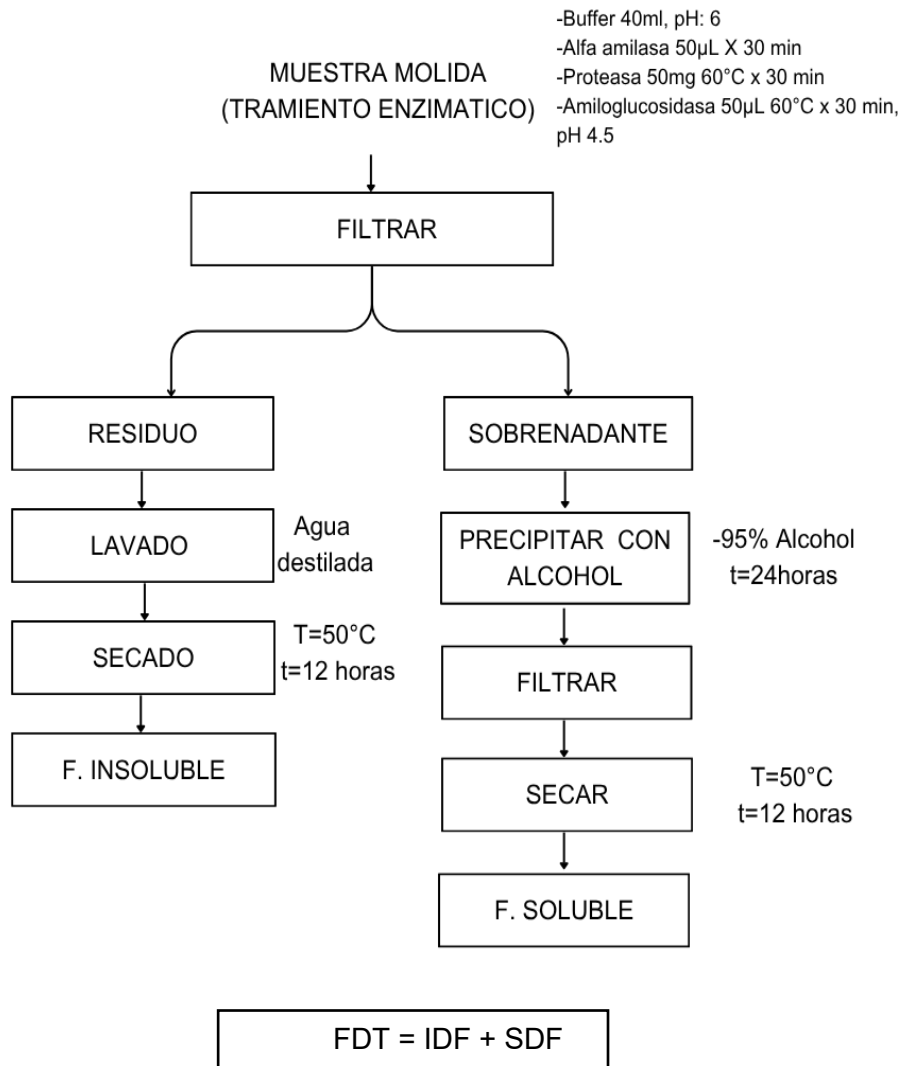 MUESTRA MOLIDA
(TRAMIENTO ENZIMATICO)
-Buffer 40ml, pH: 6
-Alfa amilasa 50µL X 30 min
-Proteasa 50mg 60°C x 30 min
-Amiloglucosidasa 50µL 60°C x 30 min,
pH 4.5
FILTRAR
RESIDUO
LAVADO
Agua
destilada
SECADO
T=50°C
t=12 horas
F. INSOLUBLE
SOBRENADANTE
PRECIPITAR CON
ALCOHOL
-95% Alcohol
t=24horas
FILTRAR
SECAR
T=50°C
t=12 horas
F. SOLUBLE
FDT = IDF + SDF